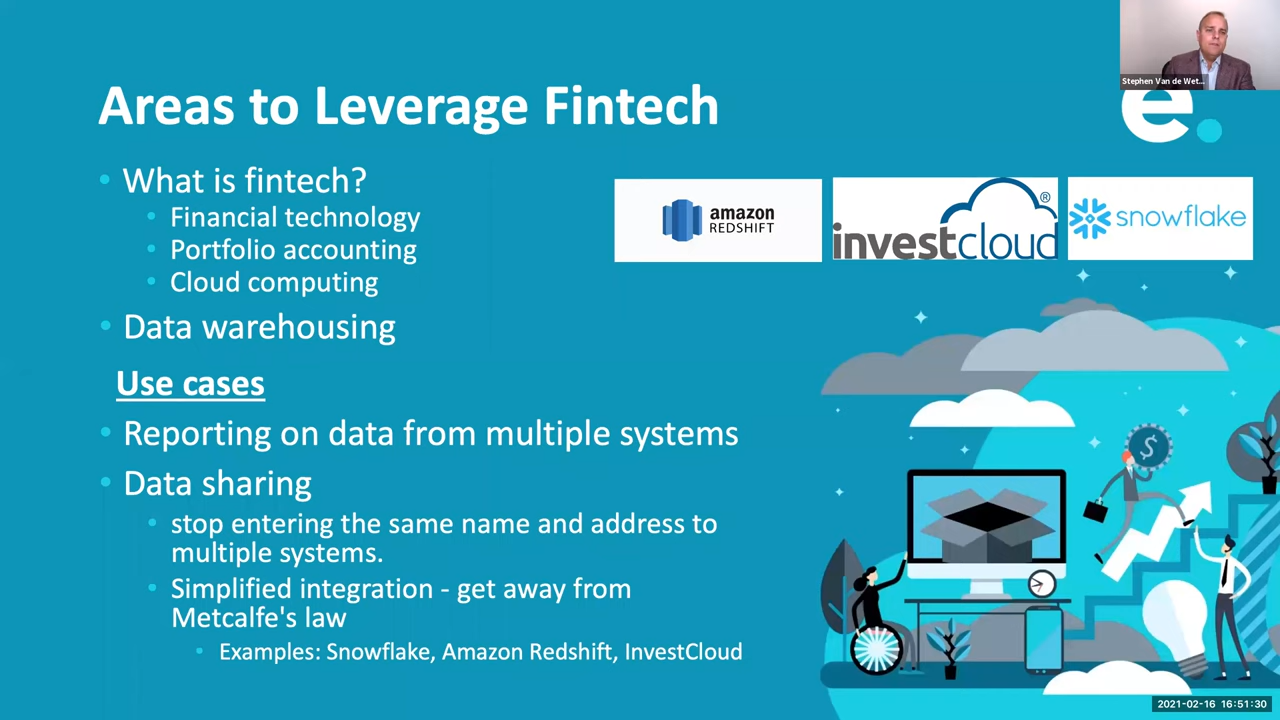 Stephen Van de Wet...
Areas to Leverage Fintech
e.
• What is fintech?
• Financial technology
• Portfolio accounting
• Cloud computing
• Data warehousing
amazon
REDSHIFT
investcloud®
snowflake
Use cases
• Reporting on data from multiple systems
• Data sharing
• stop entering the same name and address to
multiple systems.
• Simplified integration - get away from
Metcalfe's law
• Examples: Snowflake, Amazon Redshift, InvestCloud
$
2021-02-16 16:51:30